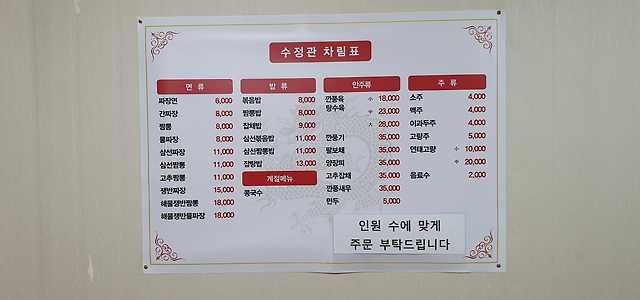 수정관 차림표
면 류
짜장면 6,000
간짜장 8,000
짬뽕 8,000
물짜장 8,000
삼선짜장 11,000
삼선짬뽕 11,000
고추짬뽕 11,000
쟁반짜장 15,000
해물쟁반짬뽕 18,000
해물쟁반물짜장 18,000
밥 류
볶음밥 8,000
짬뽕밥 8,000
잡채밥 9,000
삼선볶음밥 11,000
삼선짬뽕밥 11,000
잡탕밥 13,000
계절메뉴
콩국수
안주류
깐풍육 소 18,000
탕수육 중 23,000
大 28,000
깐풍기 35,000
팔보채 35,000
양장피 35,000
고추잡채 35,000
깐풍새우 35,000
만두 5,000
주 류
소주 4,000
맥주 4,000
이과두주 4,000
고량주 5,000
연태고량 소 10,000
중 20,000
음료수 2,000
인원 수에 맞게
주문 부탁드립니다